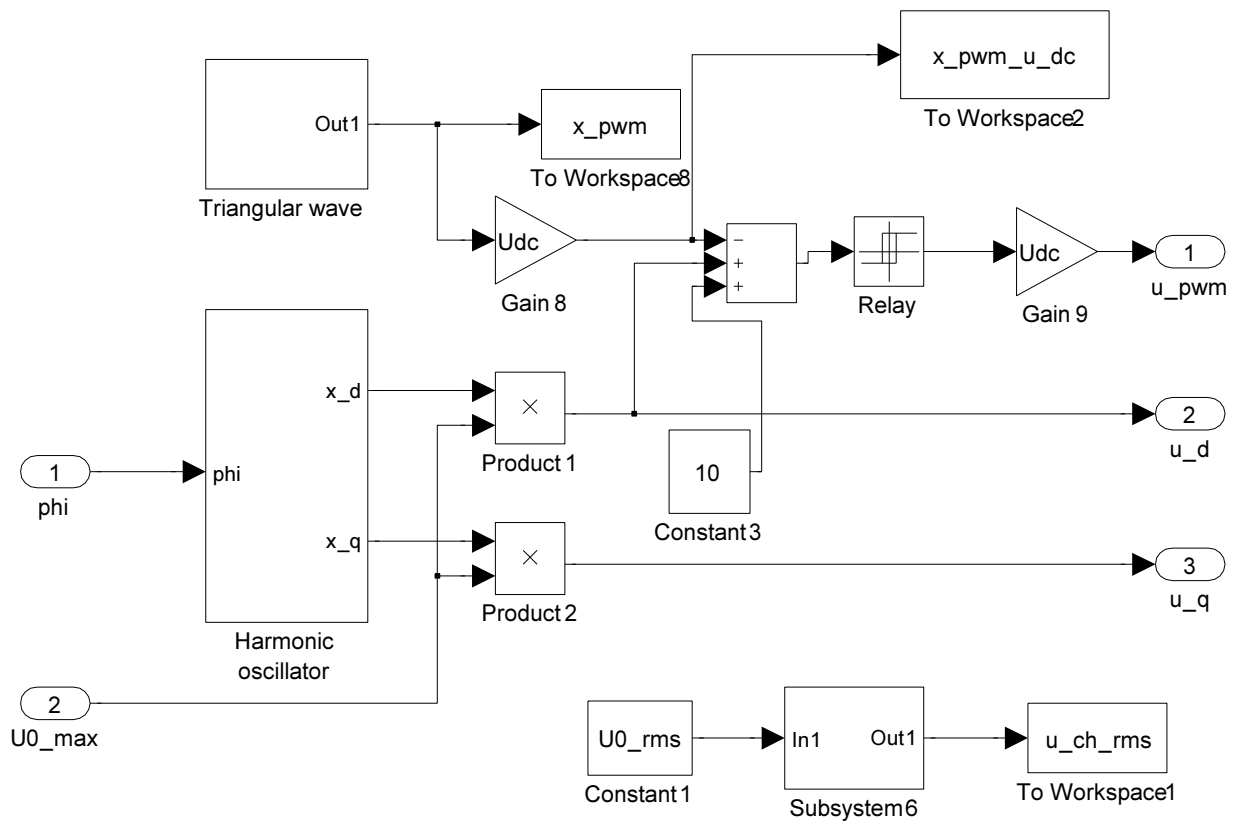 x_pwm_u_dc
To Workspace2
Out1
x_pwm
To Workspace8
Triangular wave
Udc
Gain 8
−
+
+
Relay
Udc
Gain 9
1
u_pwm
x_d
×
Product 1
2
u_d
1
phi
phi
10
Constant 3
x_q
×
Product 2
3
u_q
Harmonic
oscillator
2
U0_max
U0_rms
Constant 1
In1
Out1
Subsystem 6
u_ch_rms
To Workspace1